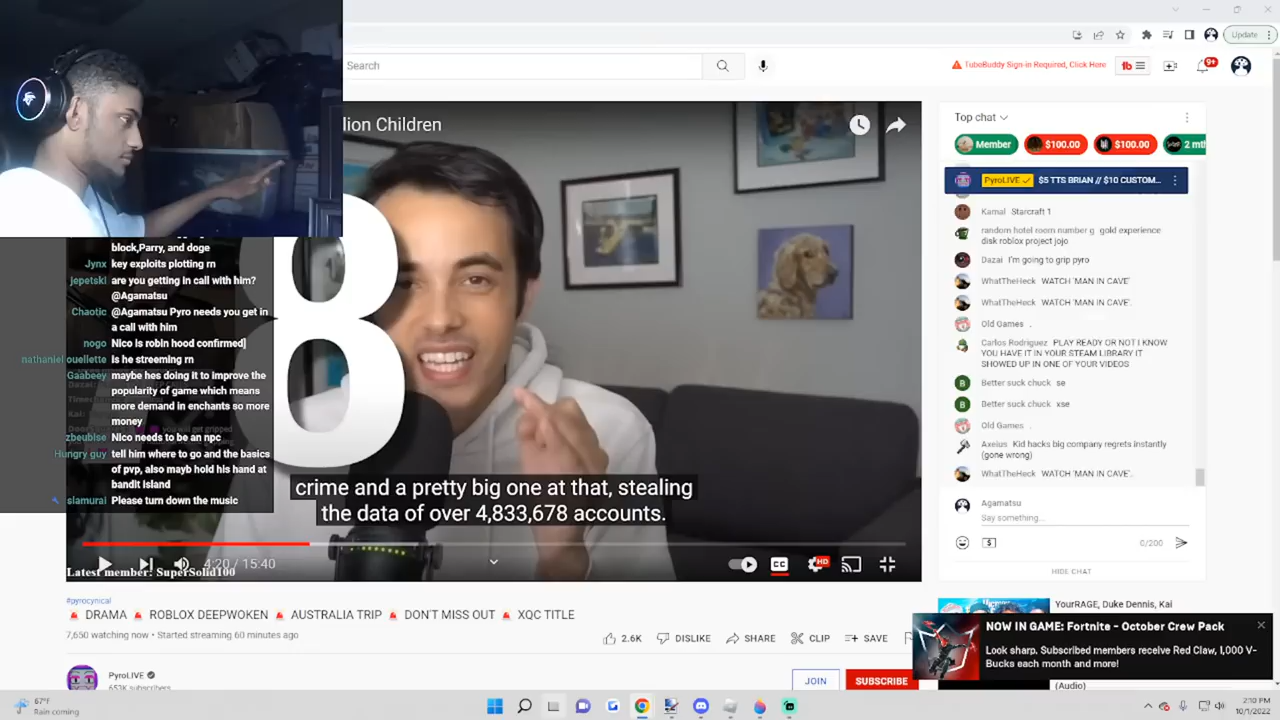 Update
Search
TubeBuddy Sign-in Required, Click Here
9+
lion Children
Top chat
Member
$100.00
$100.00
2 mth
PyroLIVE
$5 TTS BRIAN // $10 CUSTOM...
Kamal Starcraft 1
random hotel room number g gold experience
disk roblox project jojo
Dazai I'm going to grip pyro
WhatTheHeck WATCH 'MAN IN CAVE'
WhatTheHeck WATCH 'MAN IN CAVE'.
Old Games .
Carlos Rodriguez PLAY READY OR NOT I KNOW
YOU HAVE IT IN YOUR STEAM LIBRARY IT
SHOWED UP IN ONE OF YOUR VIDEOS
Better suck chuck se
Better suck chuck xse
Old Games .
Axeius Kid hacks big company regrets instantly
(gone wrong)
WhatTheHeck WATCH 'MAN IN CAVE'..
Agamatsu
Say something...
0/200
HIDE CHAT
block,Parry, and doge
Jynx key exploits plotting rn
jepetski are you getting in call with him?
@Agamatsu
Chaotic @Agamatsu Pyro needs you get in
a call with him
nogo Nico is robin hood confirmed]
nathaniel ouellette Is he streeming rn
Gaabeey maybe hes doing it to improve the
popularity of game which means
more demand in enchants so more
money
zbeublse Nico needs to be an npc
Hungry guy tell him where to go and the basics
of pvp, also mayb hold his hand at
bandit island
slamurai Please turn down the music
8
8
crime and a pretty big one at that, stealing
the data of over 4,833,678 accounts.
4:20 / 15:40
CC
HD
Latest member: SuperSolid100
#pyrocynical
DRAMA ROBLOX DEEPWOKEN AUSTRALIA TRIP DON'T MISS OUT XQC TITLE
7,650 watching now • Started streaming 60 minutes ago
2.6K DISLIKE SHARE CLIP SAVE
PyroLIVE
653K subscribers
JOIN
SUBSCRIBE
YourRAGE, Duke Dennis, Kai
NOW IN GAME: Fortnite - October Crew Pack
Look sharp. Subscribed members receive Red Claw, 1,000 V-
Bucks each month and more!
(Audio)
67°F
Rain coming
2:10 PM
10/1/2022